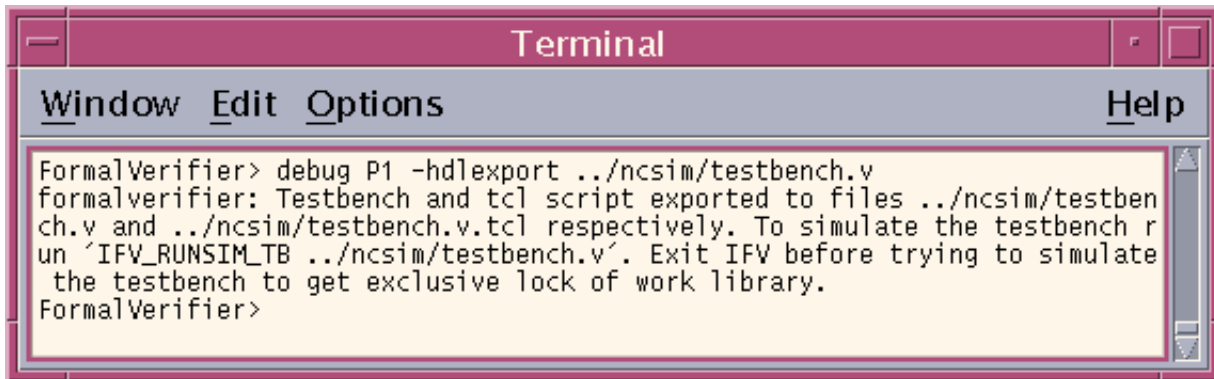 Terminal
Window Edit Options Help
FormalVerifier> debug P1 -hdlexport ../ncsim/testbench.v
formalverifier: Testbench and tcl script exported to files ../ncsim/testben
ch.v and ../ncsim/testbench.v.tcl respectively. To simulate the testbench r
un ´IFV_RUNSIM_TB ../ncsim/testbench.v´. Exit IFV before trying to simulate
 the testbench to get exclusive lock of work library.
FormalVerifier>